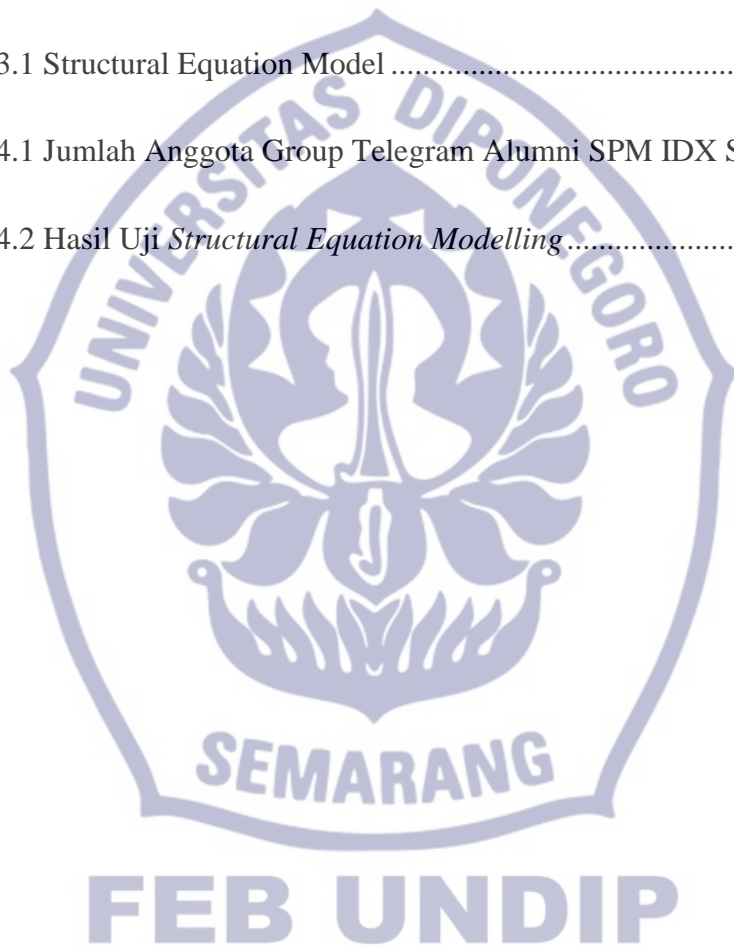 3.1 Structural Equation Model ........................................
4.1 Jumlah Anggota Group Telegram Alumni SPM IDX S
4.2 Hasil Uji Structural Equation Modelling ....................
UNIVERSITAS DIPONEGORO
SEMARANG
FEB UNDIP